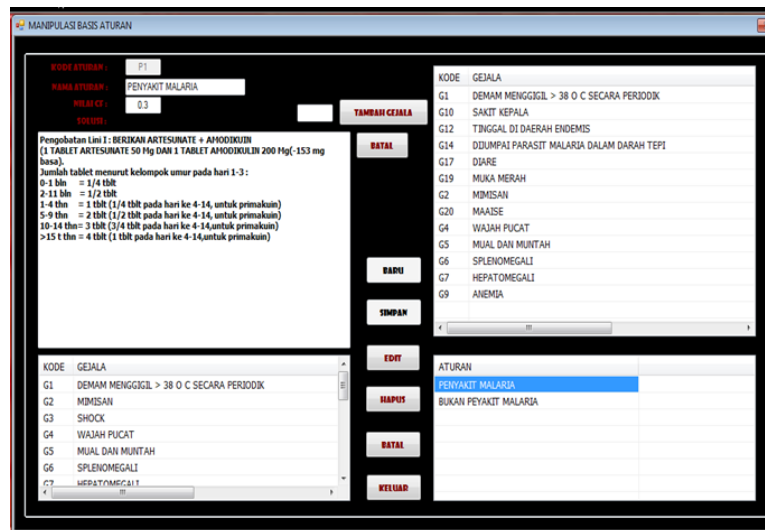 MANIPULASI BASIS ATURAN
KODE ATURAN :
P1
NAMA ATURAN :
PENYAKIT MALARIA
NILAI CF :
0.3
SOLUSI :
TAMBAH GEJALA
BATAL
Pengobatan Lini I : BERIKAN ARTESUNATE + AMODIKUIN
(1 TABLET ARTESUNATE 50 Mg DAN 1 TABLET AMODIKULIN 200 Mg(-153 mg
basa).
Jumlah tablet menurut kelompok umur pada hari 1-3 :
0-1 bln = 1/4 tblt
2-11 bln = 1/2 tblt
1-4 thn = 1 tblt (1/4 tblt pada hari ke 4-14, untuk primakuin)
5-9 thn = 2 tblt (1/2 tblt pada hari ke 4-14, untuk primakuin)
10-14 thn= 3 tblt (3/4 tblt pada hari ke 4-14,untuk primakuin)
>15 t thn = 4 tblt (1 tblt pada hari ke 4-14,untuk primakuin)
BARU
SIMPAN
EDIT
HAPUS
BATAL
KELUAR
KODE GEJALA
G1 DEMAM MENGGIGIL > 38 O C SECARA PERIODIK
G10 SAKIT KEPALA
G12 TINGGAL DI DAERAH ENDEMIS
G14 DIJUMPAI PARASIT MALARIA DALAM DARAH TEPI
G17 DIARE
G19 MUKA MERAH
G2 MIMISAN
G20 MAAISE
G4 WAJAH PUCAT
G5 MUAL DAN MUNTAH
G6 SPLENOMEGALI
G7 HEPATOMEGALI
G9 ANEMIA
KODE GEJALA
G1 DEMAM MENGGIGIL > 38 O C SECARA PERIODIK
G2 MIMISAN
G3 SHOCK
G4 WAJAH PUCAT
G5 MUAL DAN MUNTAH
G6 SPLENOMEGALI
G7 HEPATOMEGALI
ATURAN
PENYAKIT MALARIA
BUKAN PEYAKIT MALARIA